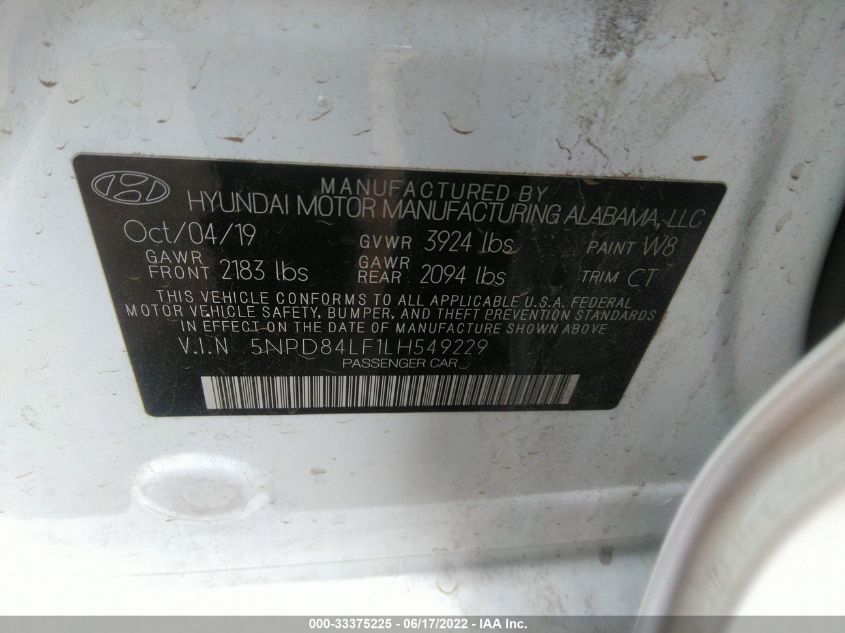 MANUFACTURED BY
HYUNDAI MOTOR MANUFACTURING ALABAMA, LLC
Oct/04/19 GVWR 3924 lbs PAINT W8
GAWR FRONT 2183 lbs GAWR REAR 2094 lbs TRIM CT
THIS VEHICLE CONFORMS TO ALL APPLICABLE U.S.A. FEDERAL
MOTOR VEHICLE SAFETY, BUMPER, AND THEFT PREVENTION STANDARDS
IN EFFECT ON THE DATE OF MANUFACTURE SHOWN ABOVE.
V.I.N 5NPD84LF1LH549229
PASSENGER CAR
000-33375225 - 06/17/2022 - IAA Inc.